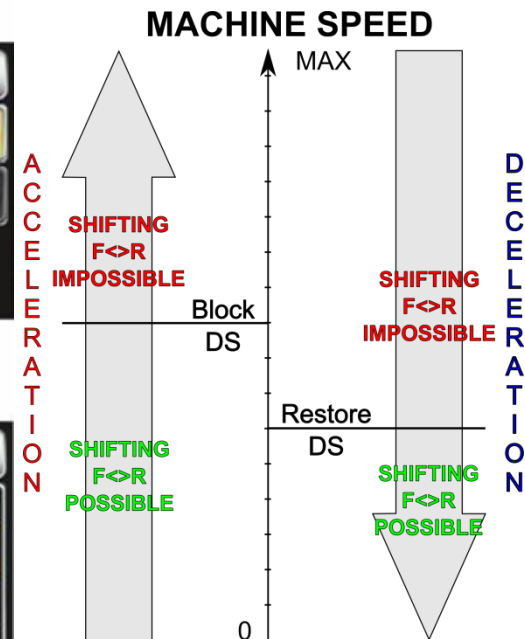 MACHINE SPEED
MAX
ACCELERATION
DECELERATION
SHIFTING
F<>R
IMPOSSIBLE
SHIFTING
F<>R
IMPOSSIBLE
Block
DS
Restore
DS
SHIFTING
F<>R
POSSIBLE
SHIFTING
F<>R
POSSIBLE
0